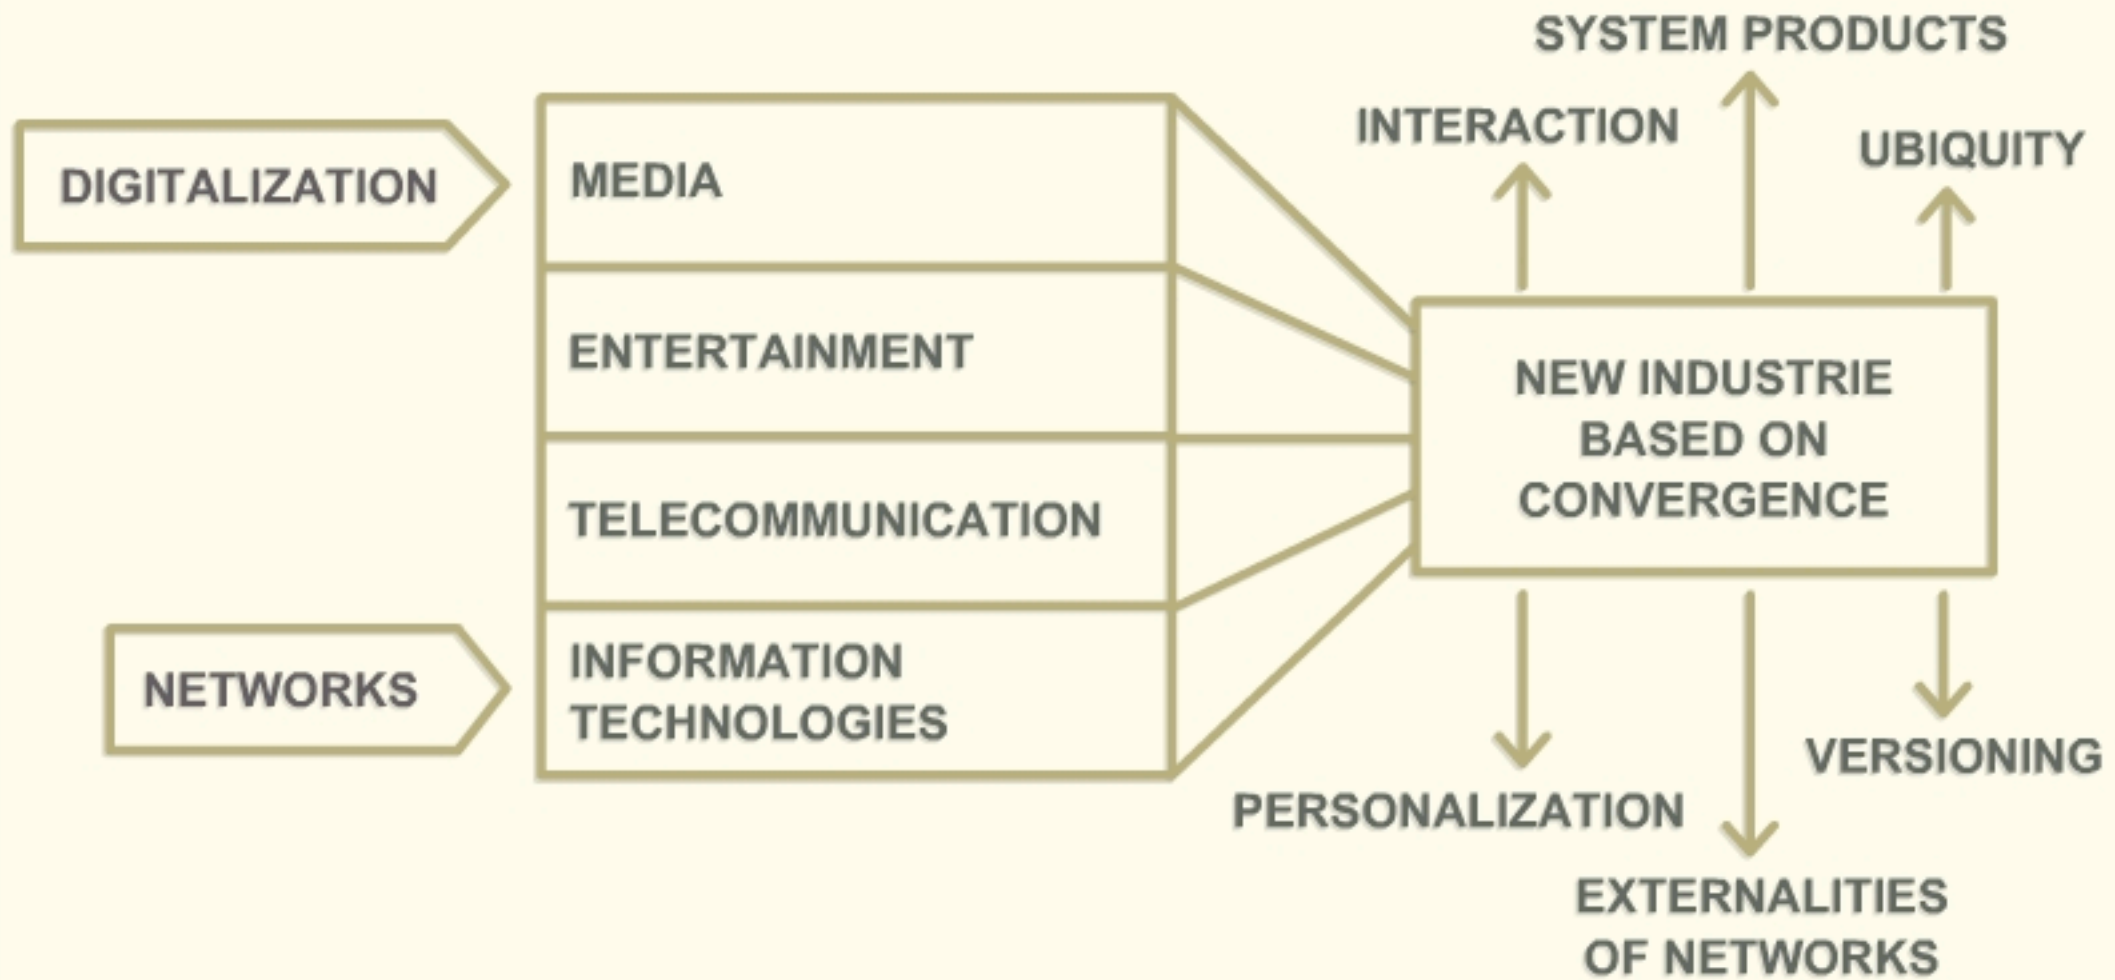 SYSTEM PRODUCTS
INTERACTION
UBIQUITY
DIGITALIZATION
MEDIA
ENTERTAINMENT
TELECOMMUNICATION
INFORMATION
TECHNOLOGIES
NETWORKS
NEW INDUSTRIE
BASED ON
CONVERGENCE
PERSONALIZATION
VERSIONING
EXTERNALITIES
OF NETWORKS